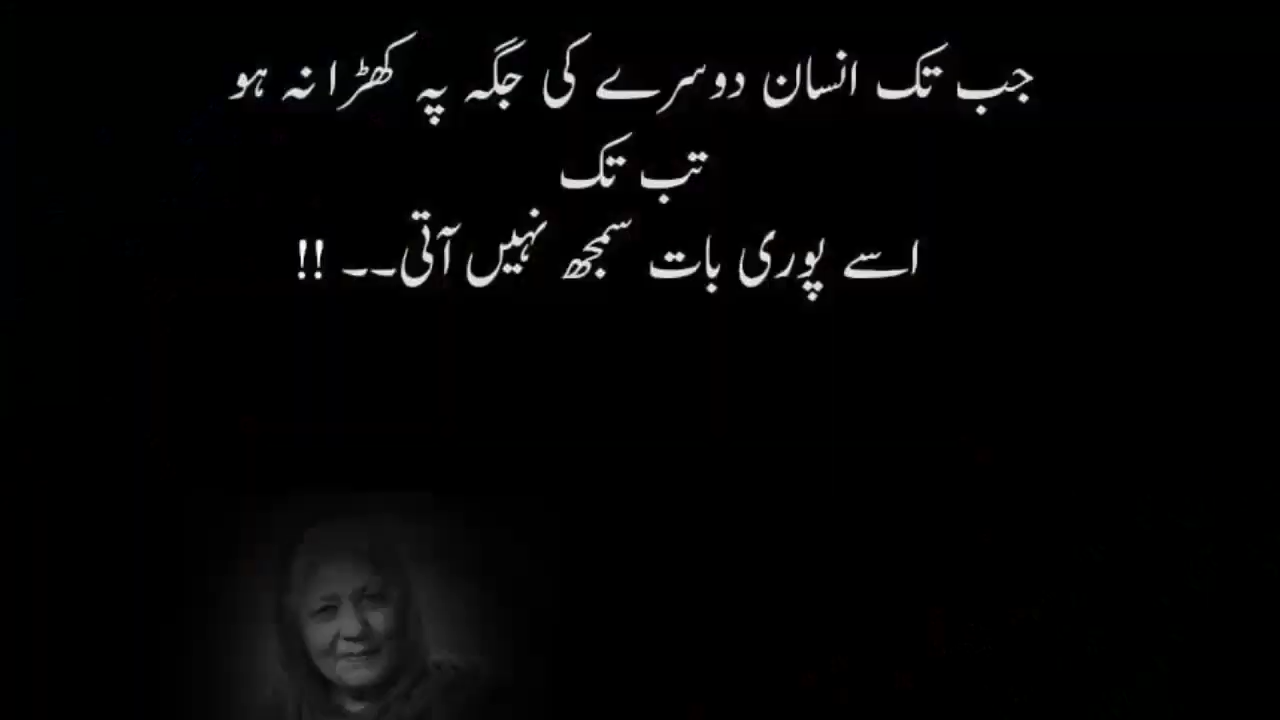 جب تک انسان دوسرے کی جگہ پہ کھڑا نہ ہو
تب تک
اسے پوری بات سمجھ نہیں آتی۔۔ !!